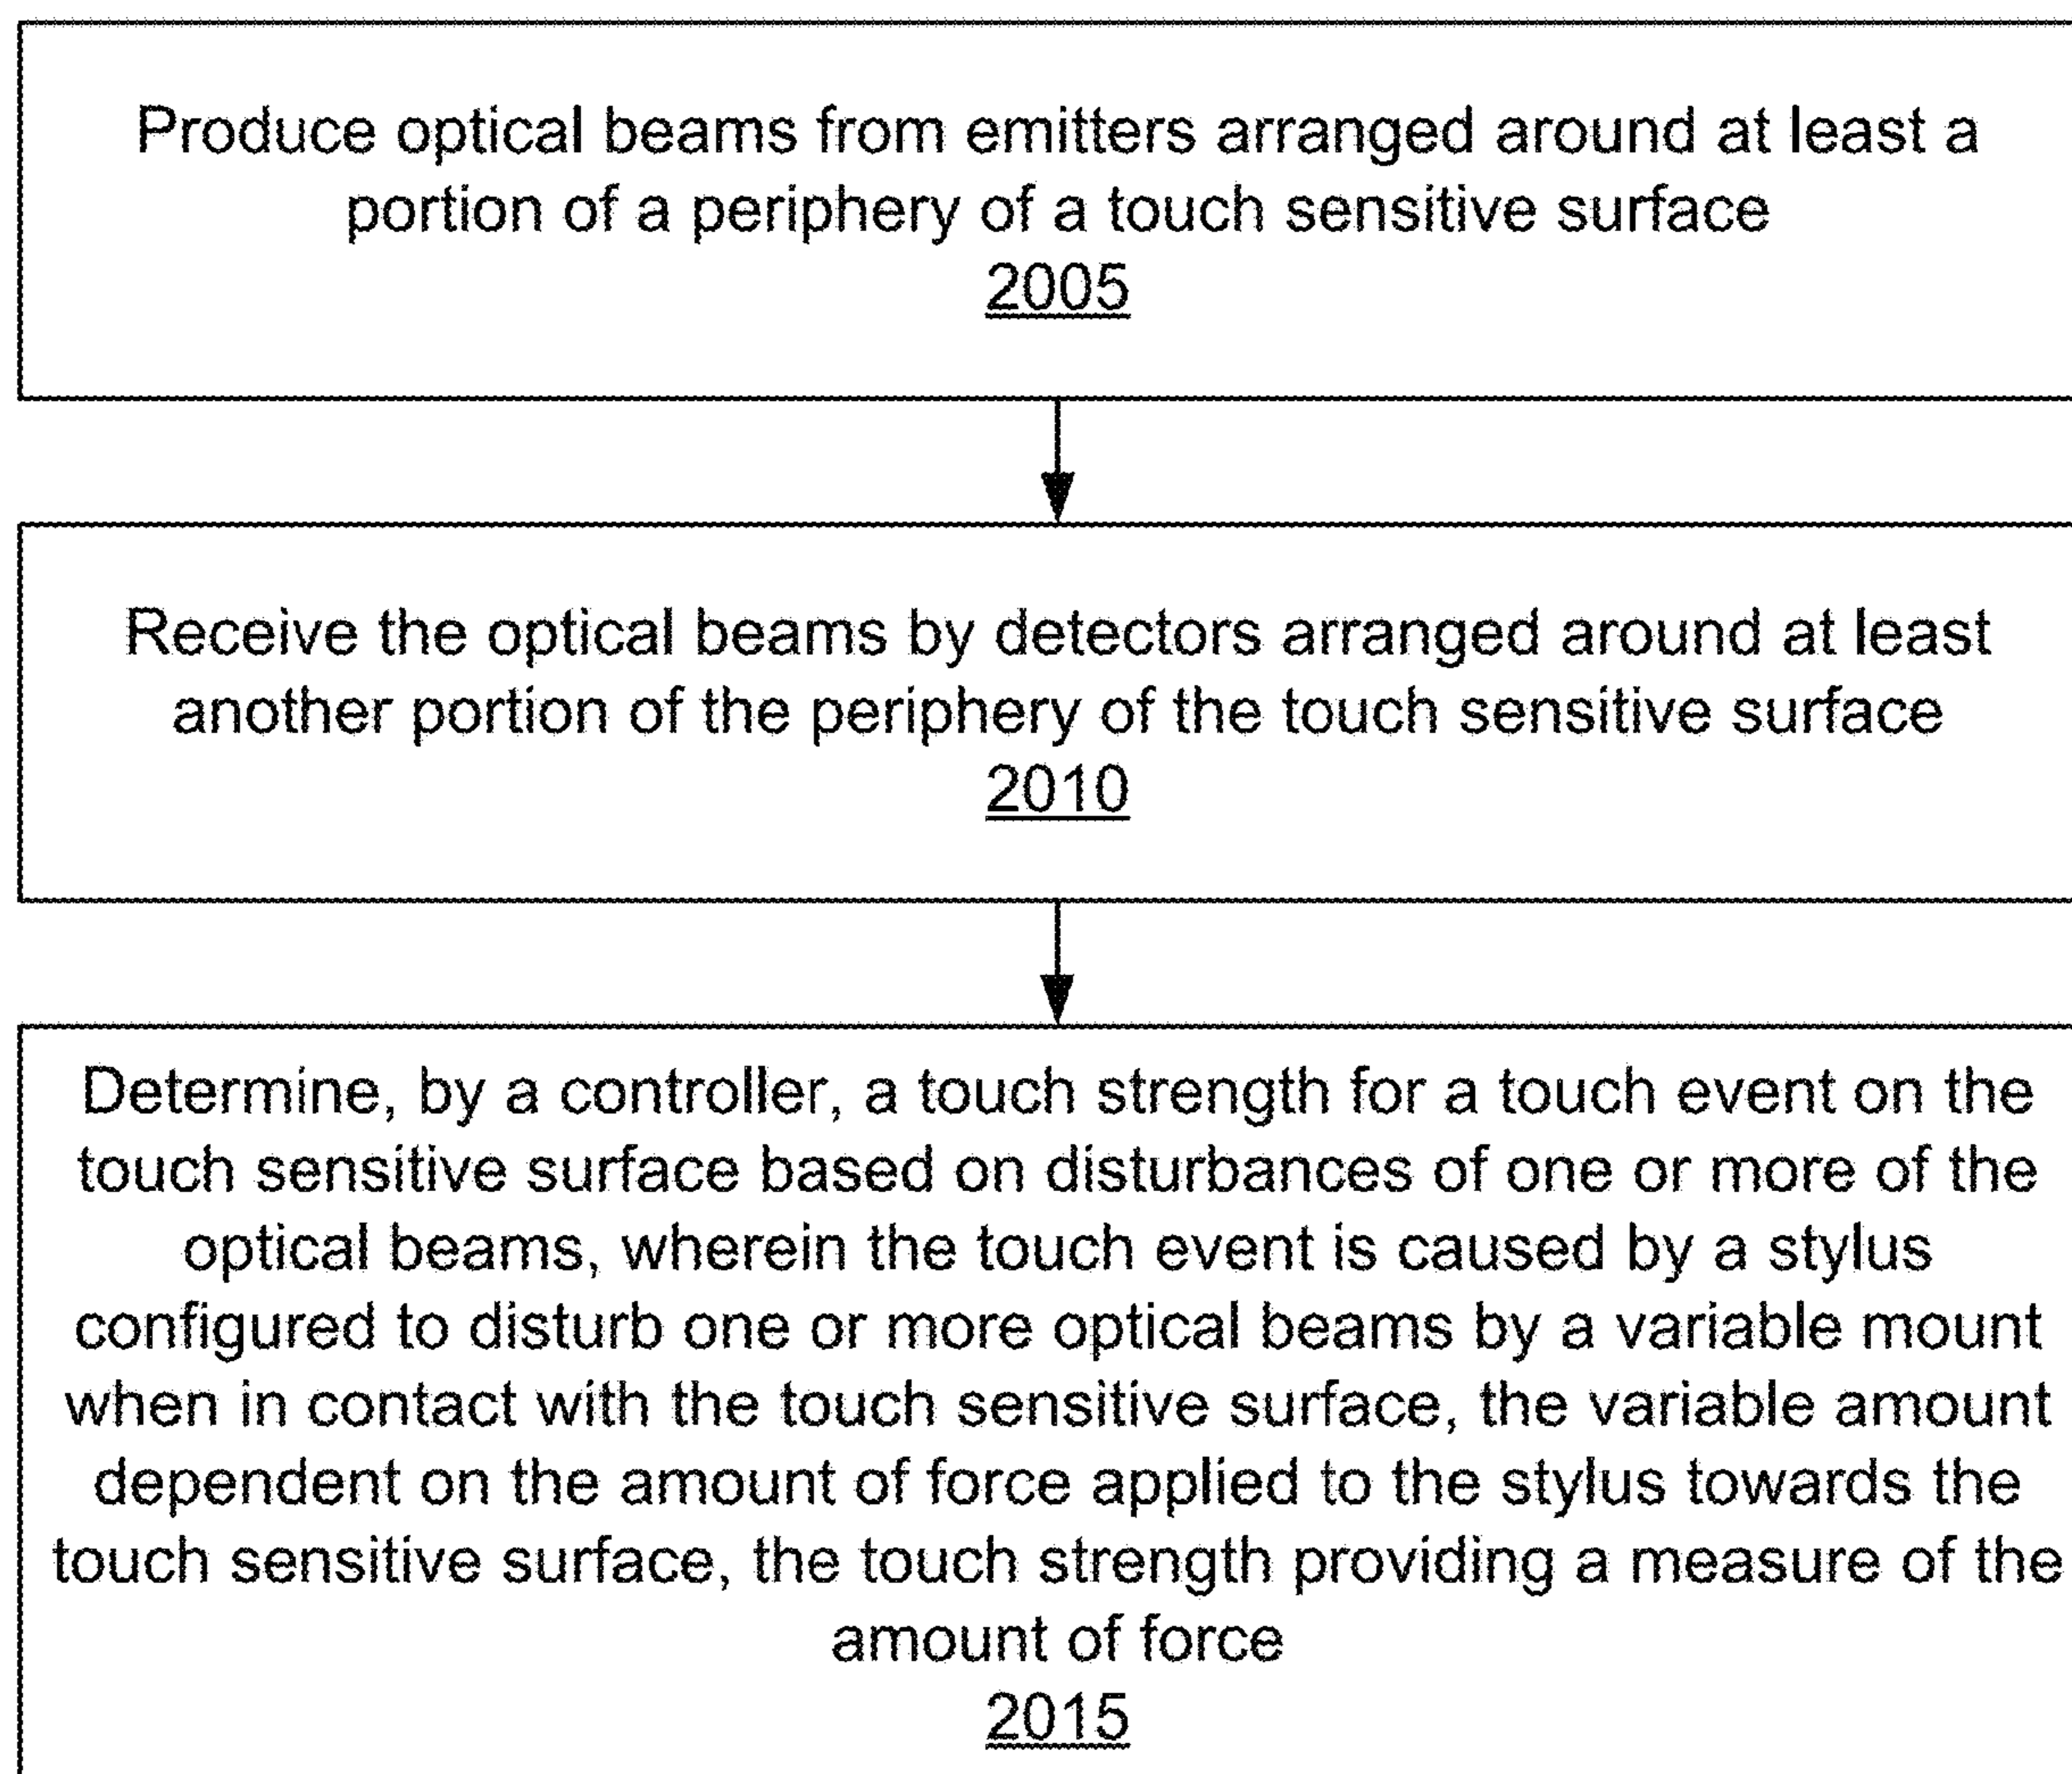 Produce optical beams from emitters arranged around at least a
portion of a periphery of a touch sensitive surface
2005
Receive the optical beams by detectors arranged around at least
another portion of the periphery of the touch sensitive surface
2010
Determine, by a controller, a touch strength for a touch event on the
touch sensitive surface based on disturbances of one or more of the
optical beams, wherein the touch event is caused by a stylus
configured to disturb one or more optical beams by a variable mount
when in contact with the touch sensitive surface, the variable amount
dependent on the amount of force applied to the stylus towards the
touch sensitive surface, the touch strength providing a measure of the
amount of force
2015